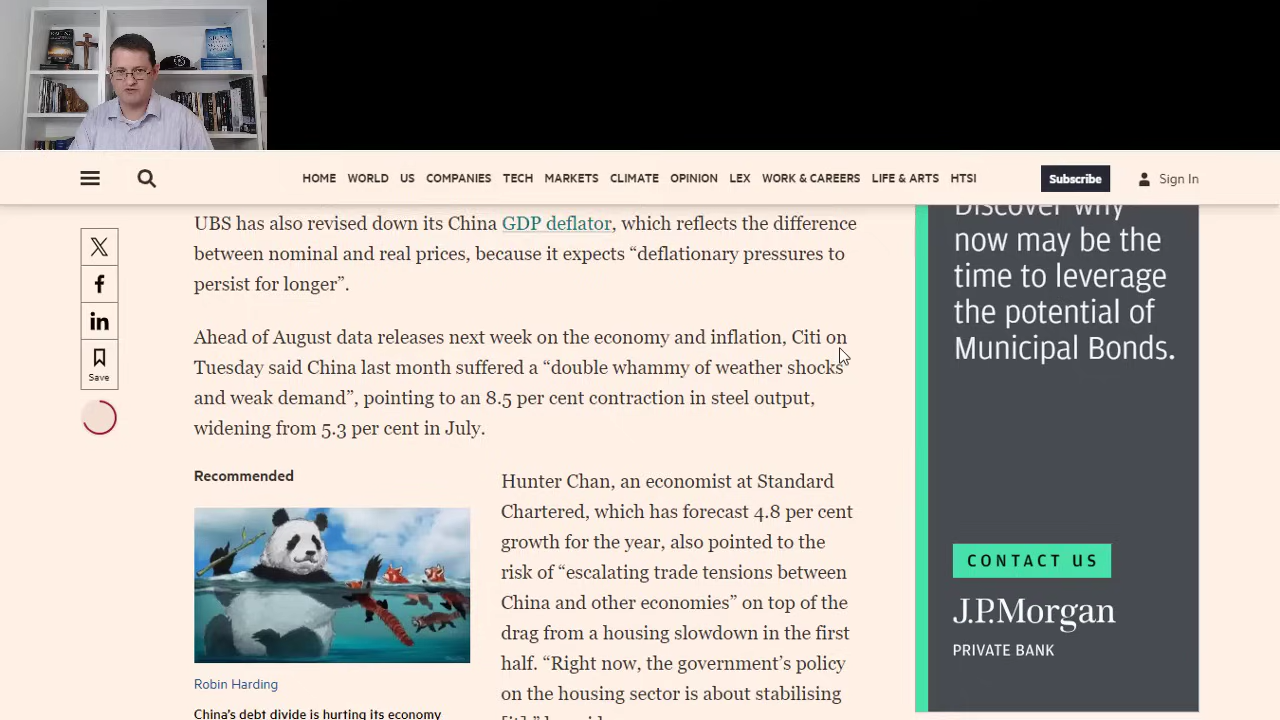 HOME WORLD US COMPANIES TECH MARKETS CLIMATE OPINION LEX WORK & CAREERS LIFE & ARTS HTSI
Subscribe
Sign In
UBS has also revised down its China GDP deflator, which reflects the difference
between nominal and real prices, because it expects “deflationary pressures to
persist for longer”.
Ahead of August data releases next week on the economy and inflation, Citi on
Tuesday said China last month suffered a “double whammy of weather shocks
and weak demand”, pointing to an 8.5 per cent contraction in steel output,
widening from 5.3 per cent in July.
Save
Recommended
Robin Harding
China’s debt divide is hurting its economy
Hunter Chan, an economist at Standard
Chartered, which has forecast 4.8 per cent
growth for the year, also pointed to the
risk of “escalating trade tensions between
China and other economies” on top of the
drag from a housing slowdown in the first
half. “Right now, the government’s policy
on the housing sector is about stabilising
Discover why
now may be the
time to leverage
the potential of
Municipal Bonds.
CONTACT US
J.P.Morgan
PRIVATE BANK